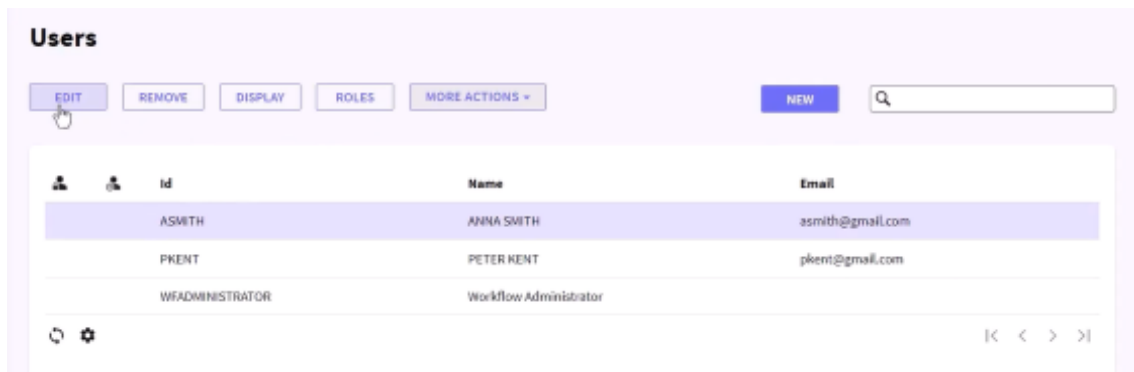 Users
EDIT REMOVE DISPLAY ROLES MORE ACTIONS NEW
Id Name Email
ASMITH ANNA SMITH asmith@gmail.com
PKENT PETER KENT pkent@gmail.com
WFADMINISTRATOR Workflow Administrator